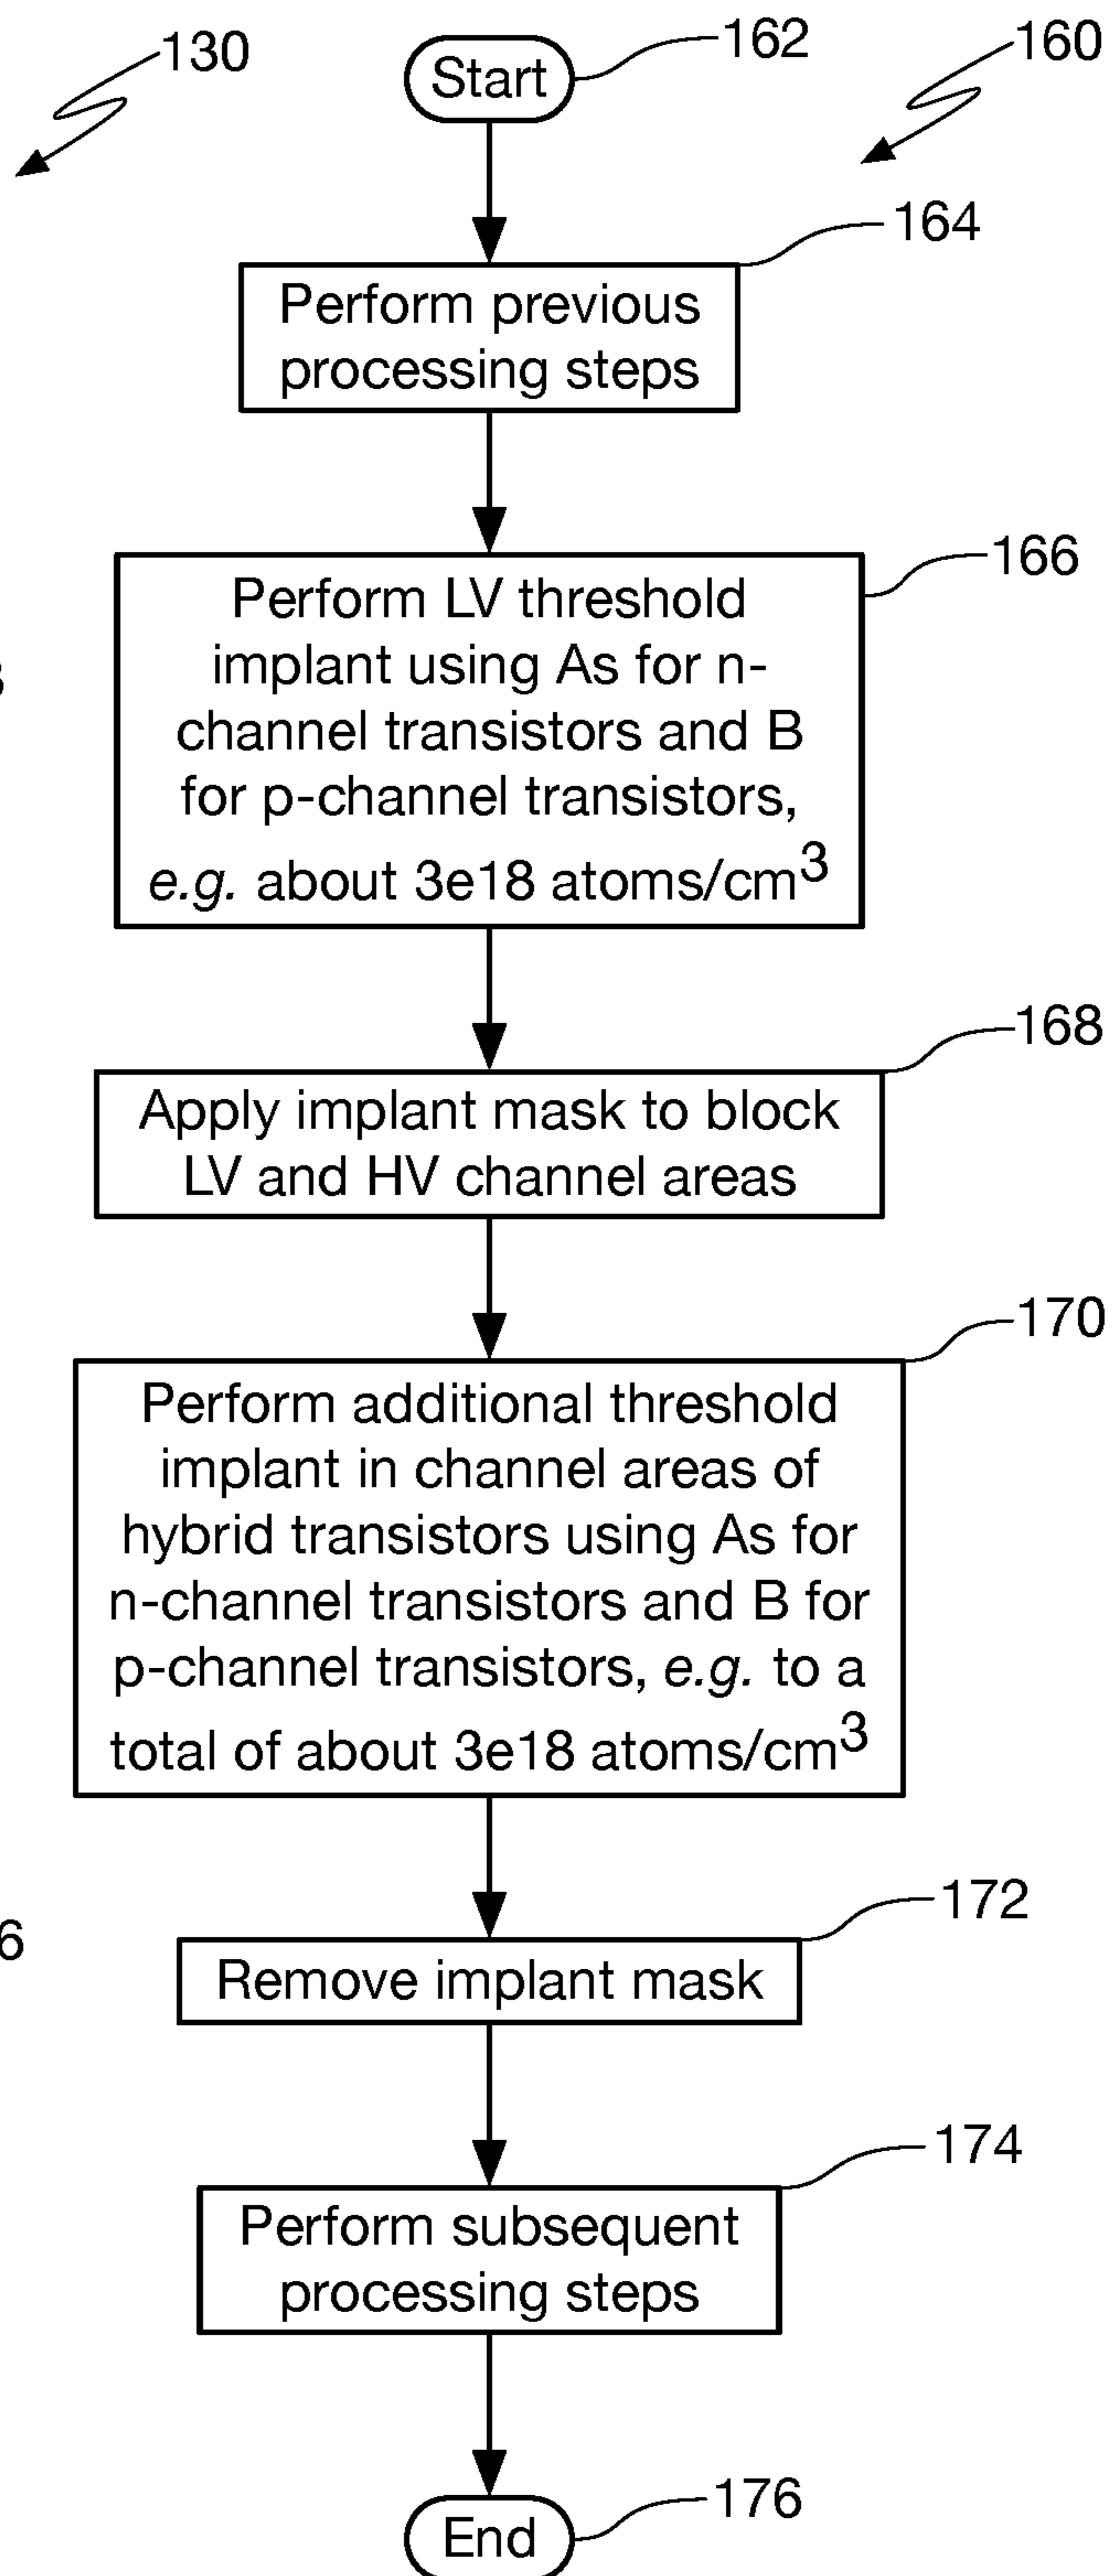 130
Start
162
160
Perform previous
processing steps
164
Perform LV threshold
implant using As for n-
channel transistors and B
for p-channel transistors,
e.g. about 3e18 atoms/cm³
166
Apply implant mask to block
LV and HV channel areas
168
Perform additional threshold
implant in channel areas of
hybrid transistors using As for
n-channel transistors and B for
p-channel transistors, e.g. to a
total of about 3e18 atoms/cm³
170
6
Remove implant mask
172
Perform subsequent
processing steps
174
End
176